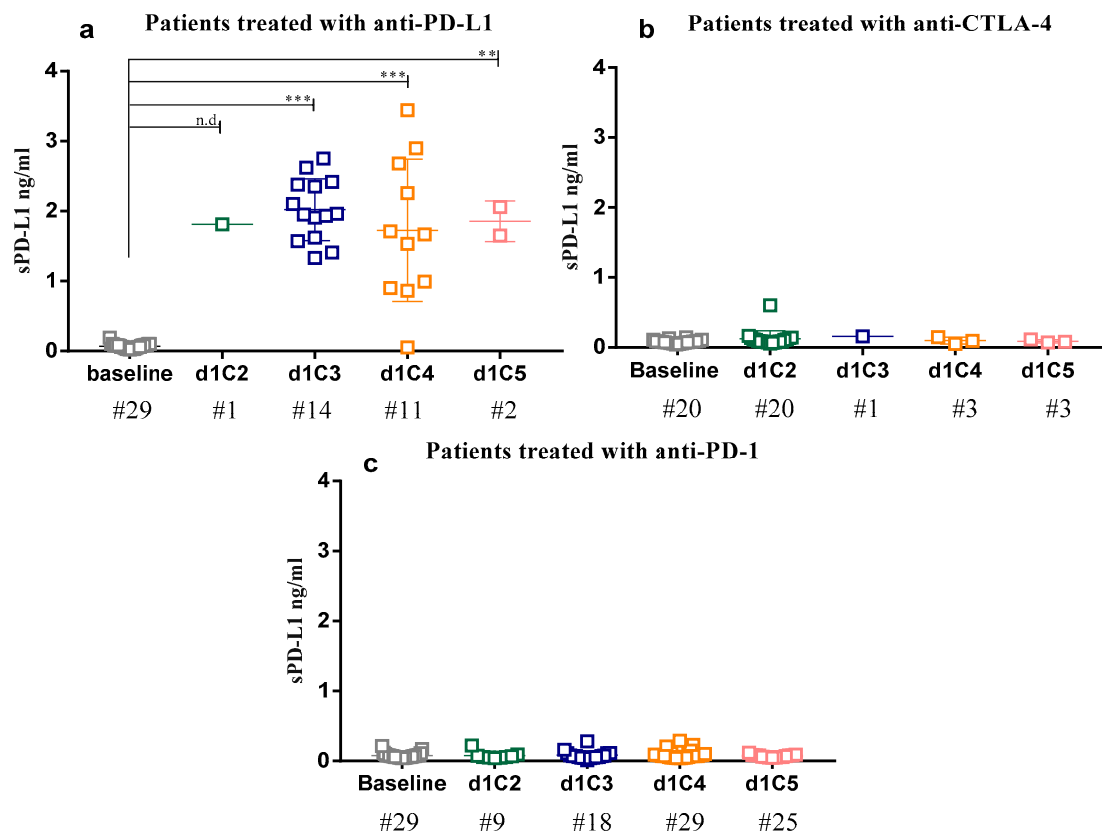 a
Patients treated with anti-PD-L1
**
***
***
n.d
sPD-L1 ng/ml
4
3
2
1
0
baseline d1C2 d1C3 d1C4 d1C5
#29 #1 #14 #11 #2
b
Patients treated with anti-CTLA-4
sPD-L1 ng/ml
4
3
2
1
0
Baseline d1C2 d1C3 d1C4 d1C5
#20 #20 #1 #3 #3
c
Patients treated with anti-PD-1
sPD-L1 ng/ml
4
3
2
1
0
Baseline d1C2 d1C3 d1C4 d1C5
#29 #9 #18 #29 #25